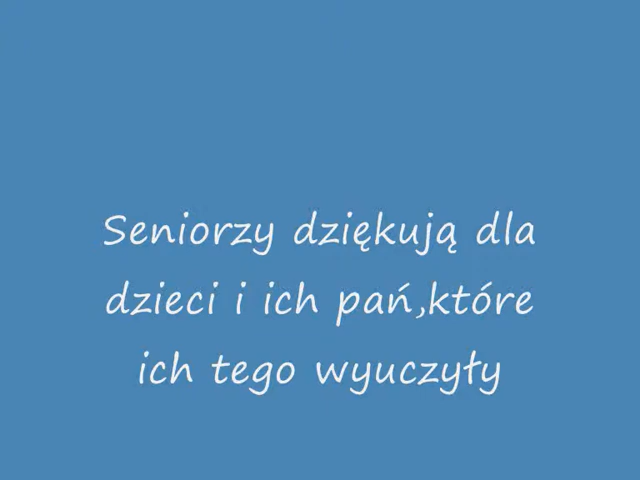 Seniorzy dziękują dla
dzieci i ich pań,które
ich tego wyuczyły